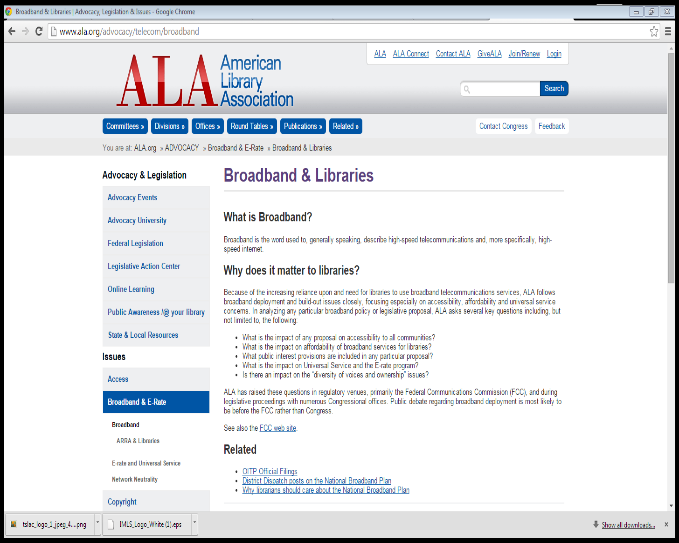 Broadband & Libraries | Advocacy, Legislation & Issues - Google Chrome
www.ala.org/advocacy/telecom/broadband
ALA American Library Association
ALA ALA Connect Contact ALA GiveALA Join/Renew Login
Search
Committees » Divisions » Offices » Round Tables » Publications » Related »
Contact Congress Feedback
You are at: ALA.org » ADVOCACY » Broadband & E-Rate » Broadband & Libraries
Advocacy & Legislation
Advocacy Events
Advocacy University
Federal Legislation
Legislative Action Center
Online Learning
Public Awareness /@ your library
State & Local Resources
Issues
Access
Broadband & E-Rate
Broadband
ARRA & Libraries
E-rate and Universal Service
Network Neutrality
Copyright
Broadband & Libraries
What is Broadband?
Broadband is the word used to, generally speaking, describe high-speed telecommunications and, more specifically, high-
speed internet.
Why does it matter to libraries?
Because of the increasing reliance upon and need for libraries to use broadband telecommunications services, ALA follows
broadband deployment and build-out issues closely, focusing especially on accessibility, affordability and universal service
concerns. In analyzing any particular broadband policy or legislative proposal, ALA asks several key questions including, but
not limited to, the following:
• What is the impact of any proposal on accessibility to all communities?
• What is the impact on affordability of broadband services for libraries?
• What public interest provisions are included in any particular proposal?
• What is the impact on Universal Service and the E-rate program?
• Is there an impact on the "diversity of voices and ownership" issues?
ALA has raised these questions in regulatory venues, primarily the Federal Communications Commission (FCC), and during
legislative proceedings with numerous Congressional offices. Public debate regarding broadband deployment is most likely to
be before the FCC rather than Congress.
See also the FCC web site.
Related
• OITP Official Filings
• District Dispatch posts on the National Broadband Plan
• Why librarians should care about the National Broadband Plan
tslac_logo_1_jpeg_4....png
IMLS_Logo_White (1).eps
Show all downloads...